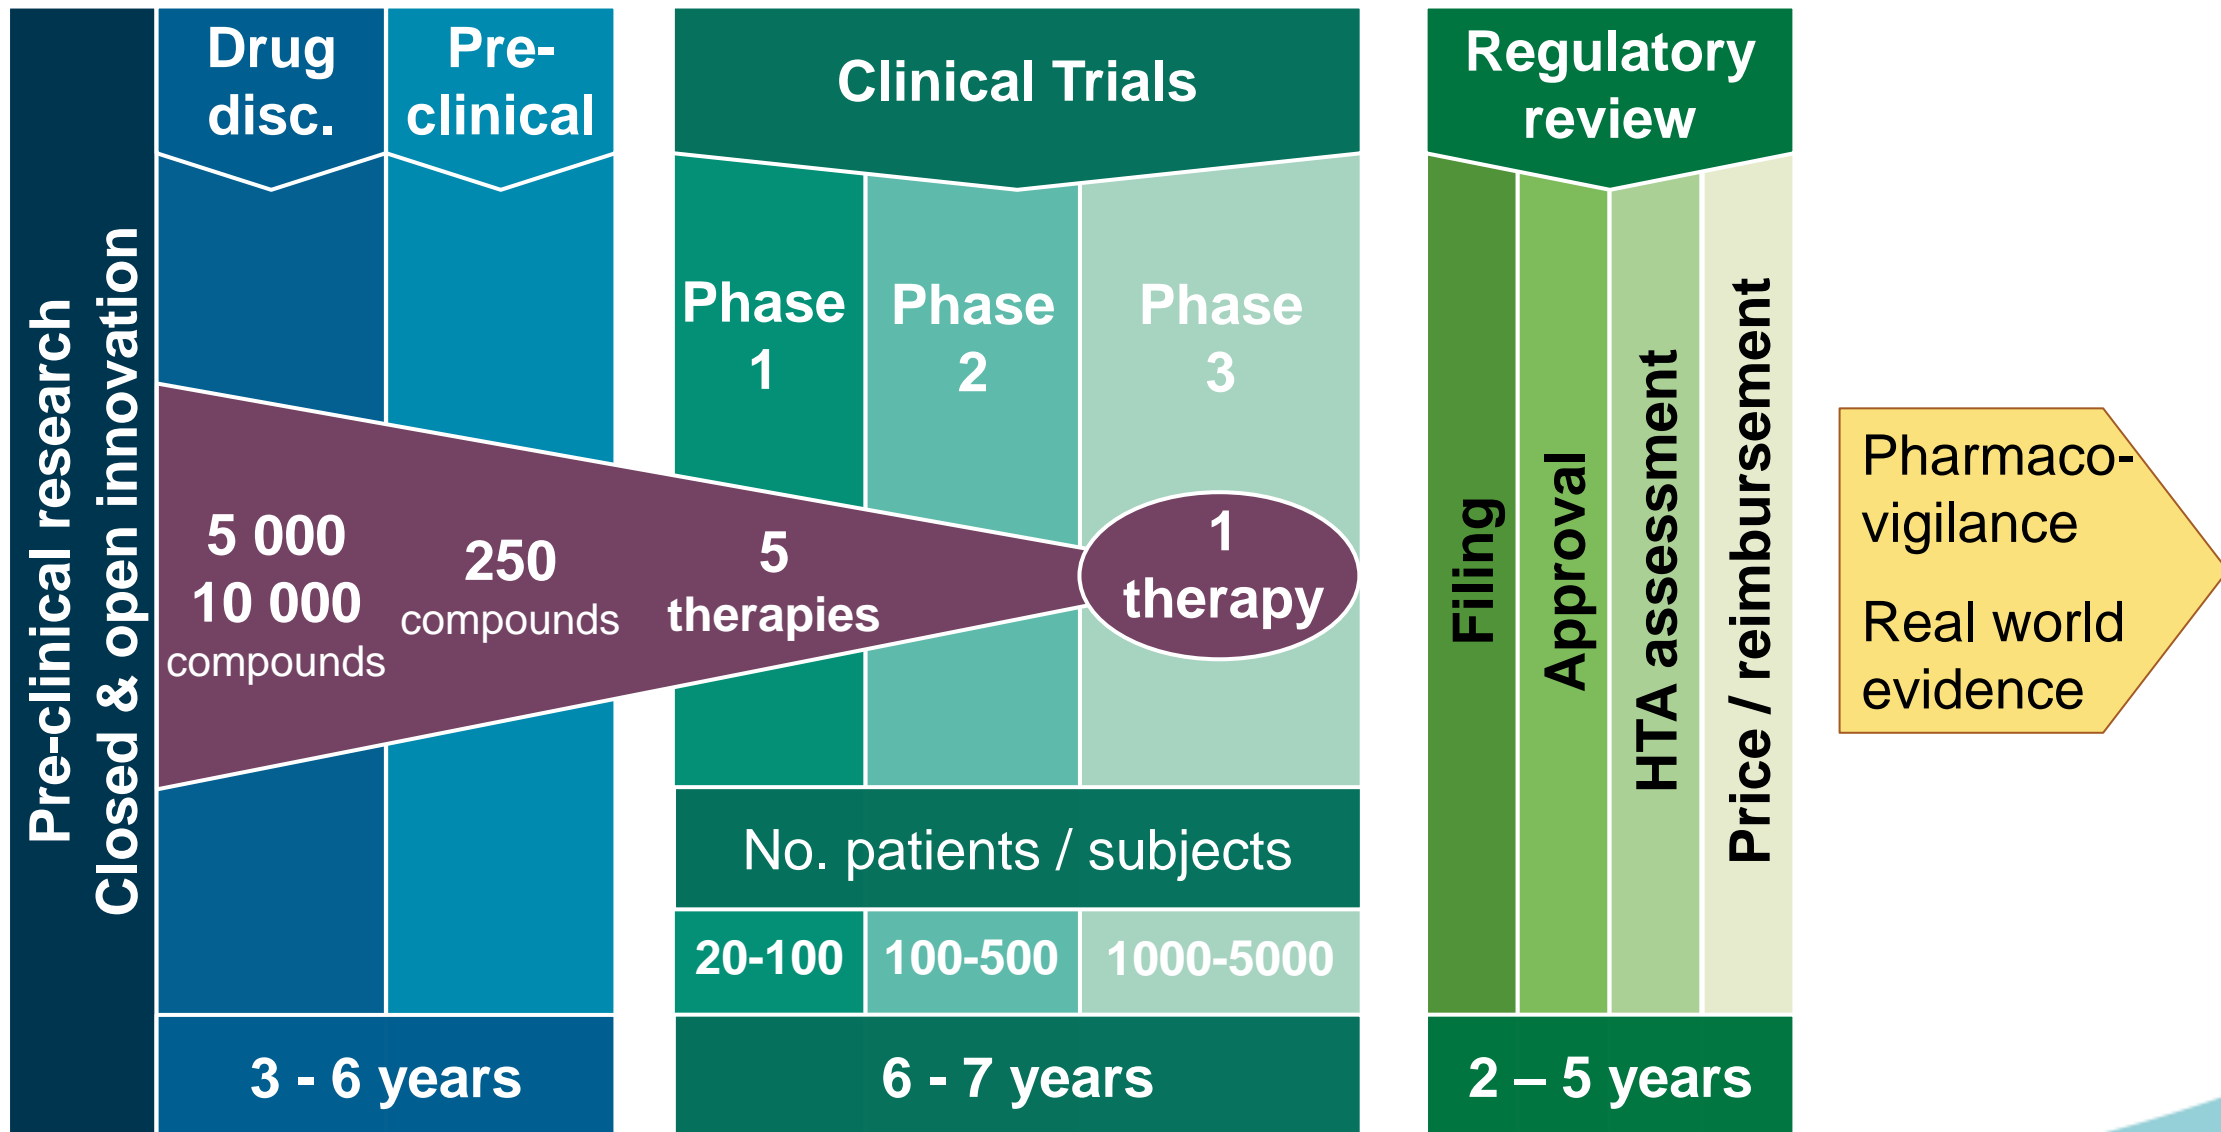 Pre-clinical research
Closed & open innovation
Drug
disc.
Pre-
clinical
5 000
10 000
compounds
250
compounds
3 - 6 years
Clinical Trials
Phase
1
Phase
2
Phase
3
5
therapies
1
therapy
No. patients / subjects
20-100
100-500
1000-5000
6 - 7 years
Regulatory
review
Filing
Approval
HTA assessment
Price / reimbursement
2 – 5 years
Pharmaco-
vigilance
Real world
evidence